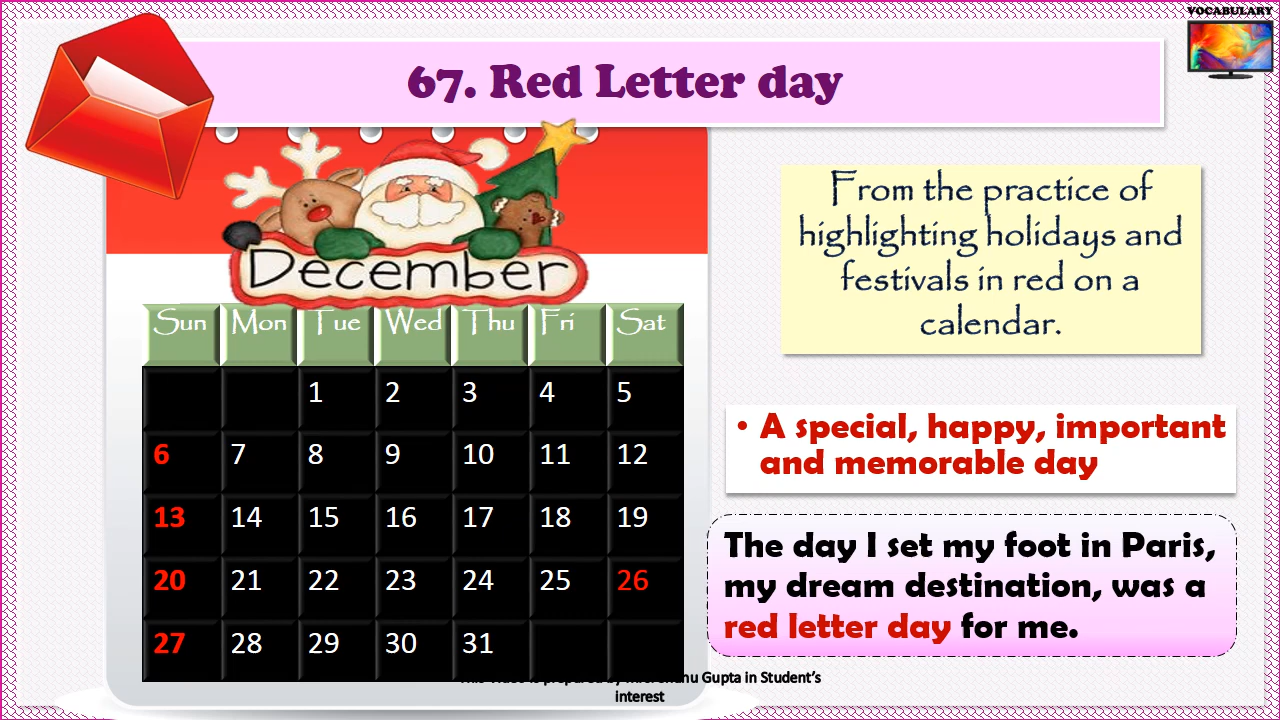 VOCABULARY
67. Red Letter day
December
Sun Mon Tue Wed Thu Fri Sat
1 2 3 4 5
6 7 8 9 10 11 12
13 14 15 16 17 18 19
20 21 22 23 24 25 26
27 28 29 30 31
From the practice of
highlighting holidays and
festivals in red on a
calendar.
• A special, happy, important
and memorable day
The day I set my foot in Paris,
my dream destination, was a
red letter day for me.
Gupta in Student's
interest